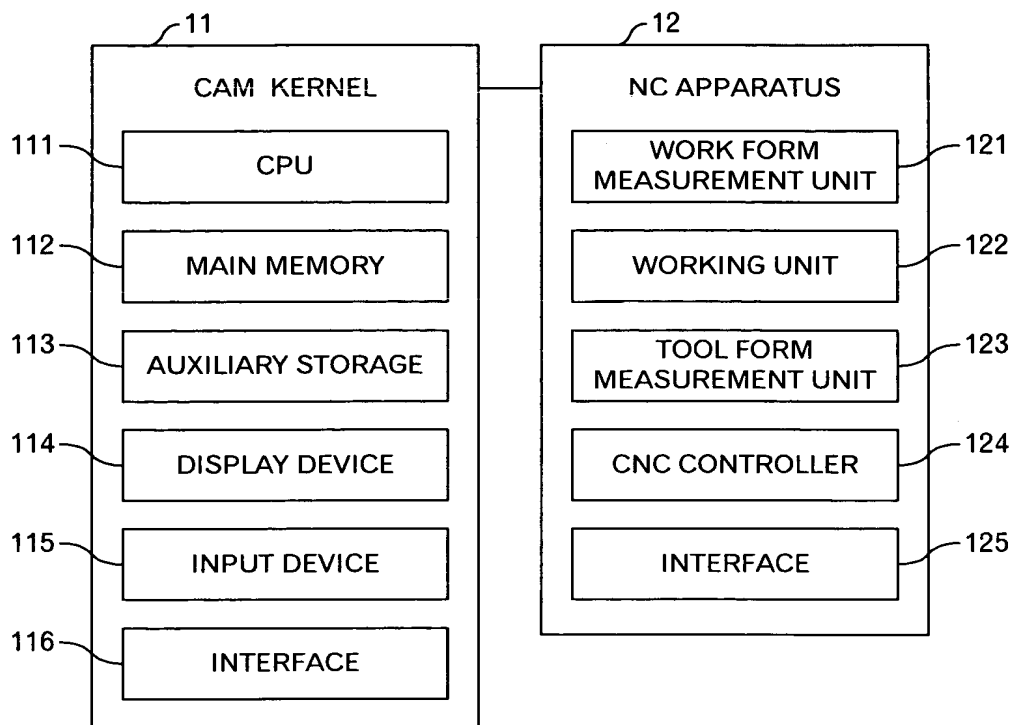 11
CAM KERNEL
111
CPU
112
MAIN MEMORY
113
AUXILIARY STORAGE
114
DISPLAY DEVICE
115
INPUT DEVICE
116
INTERFACE
12
NC APPARATUS
WORK FORM
MEASUREMENT UNIT
121
WORKING UNIT
122
TOOL FORM
MEASUREMENT UNIT
123
CNC CONTROLLER
124
INTERFACE
125